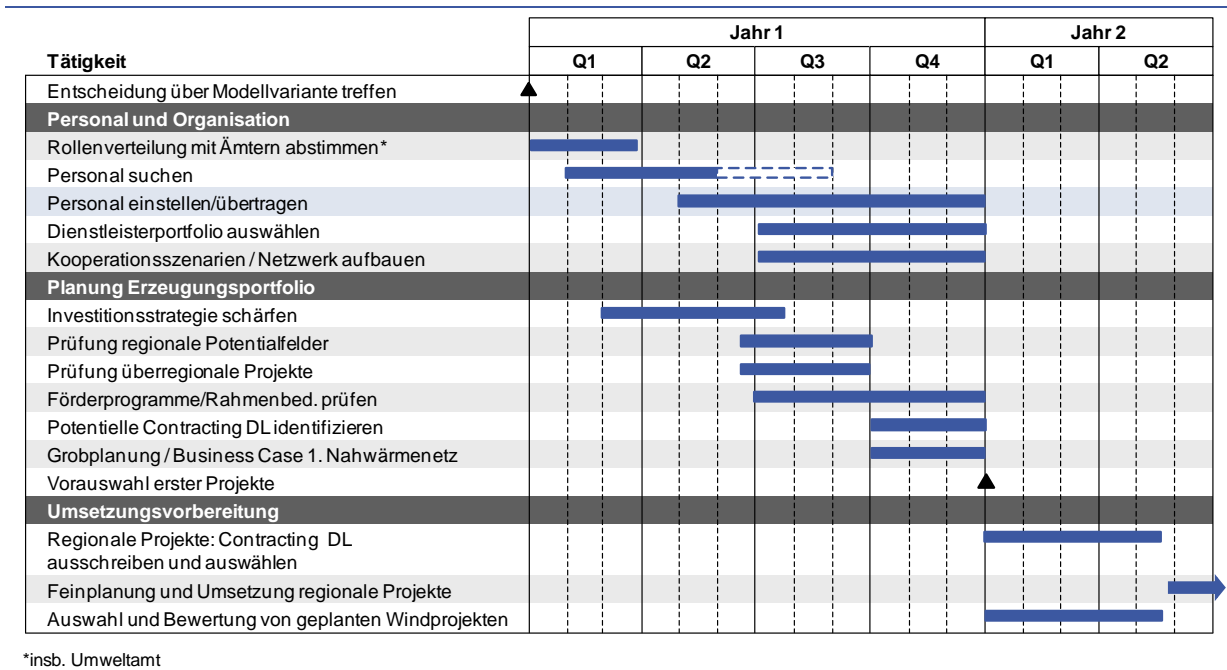 Jahr 1 Jahr 2
Tätigkeit Q1 Q2 Q3 Q4 Q1 Q2
Entscheidung über Modellvariante treffen
Personal und Organisation
Rollenverteilung mit Ämtern abstimmen*
Personal suchen
Personal einstellen/übertragen
Dienstleisterportfolio auswählen
Kooperationsszenarien / Netzwerk aufbauen
Planung Erzeugungsportfolio
Investitionsstrategie schärfen
Prüfung regionale Potentialfelder
Prüfung überregionale Projekte
Förderprogramme/Rahmenbed. prüfen
Potentielle Contracting DL identifizieren
Grobplanung / Business Case 1. Nahwärmenetz
Vorauswahl erster Projekte
Umsetzungsvorbereitung
Regionale Projekte: Contracting DL
ausschreiben und auswählen
Feinplanung und Umsetzung regionale Projekte
Auswahl und Bewertung von geplanten Windprojekten
*insb. Umweltamt